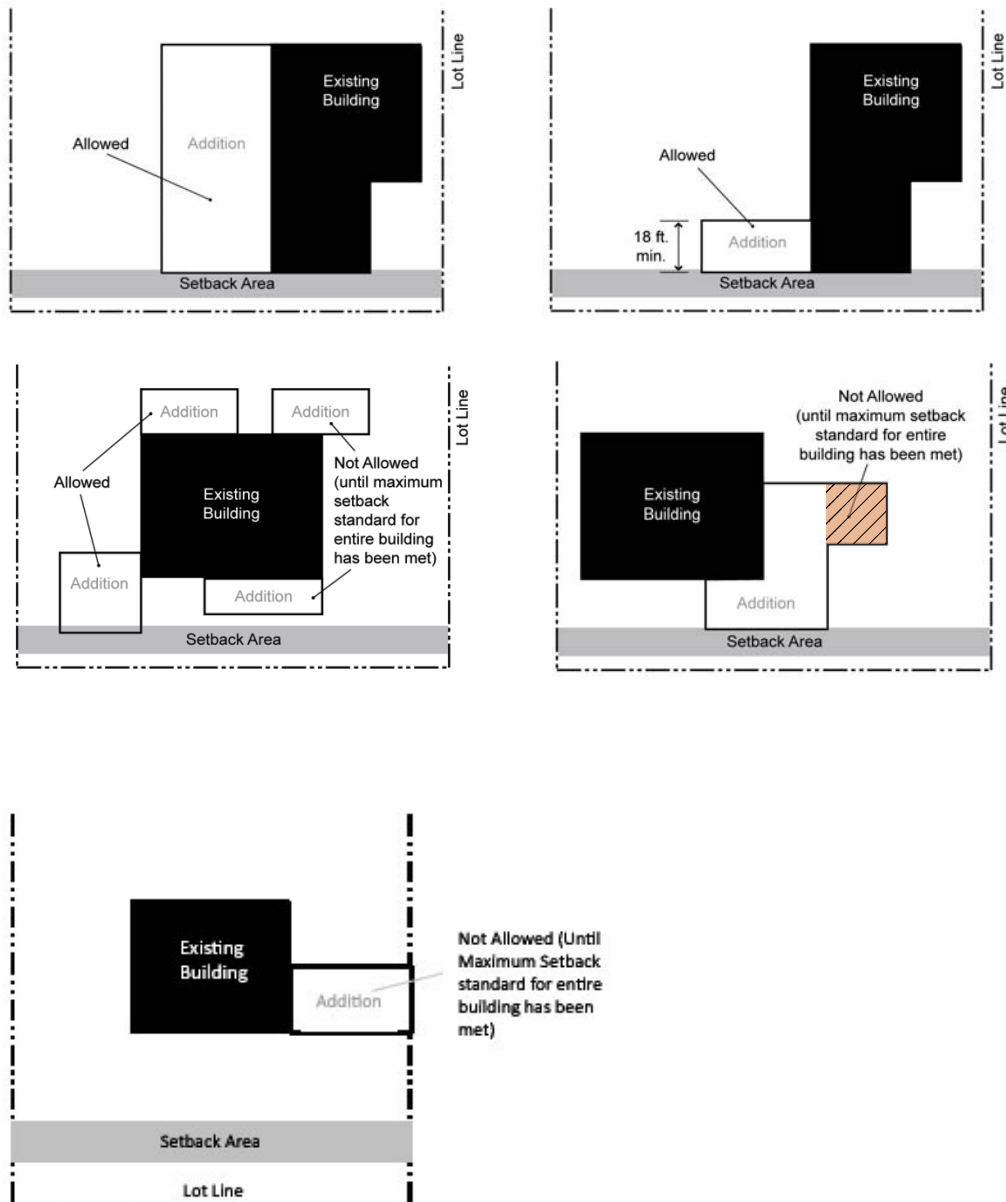 Existing
Building
Addition
Allowed
Setback Area
Lot Line
Existing
Building
Allowed
18 ft.
min.
Addition
Setback Area
Lot Line
Addition
Addition
Allowed
Existing
Building
Not Allowed
(until maximum
setback
standard for
entire building
has been met)
Addition
Addition
Setback Area
Lot Line
Not Allowed
(until maximum setback
standard for entire
building has been met)
Existing
Building
Addition
Setback Area
Lot Line
Existing
Building
Addition
Not Allowed (Until
Maximum Setback
standard for entire
building has been
met)
Setback Area
Lot Line